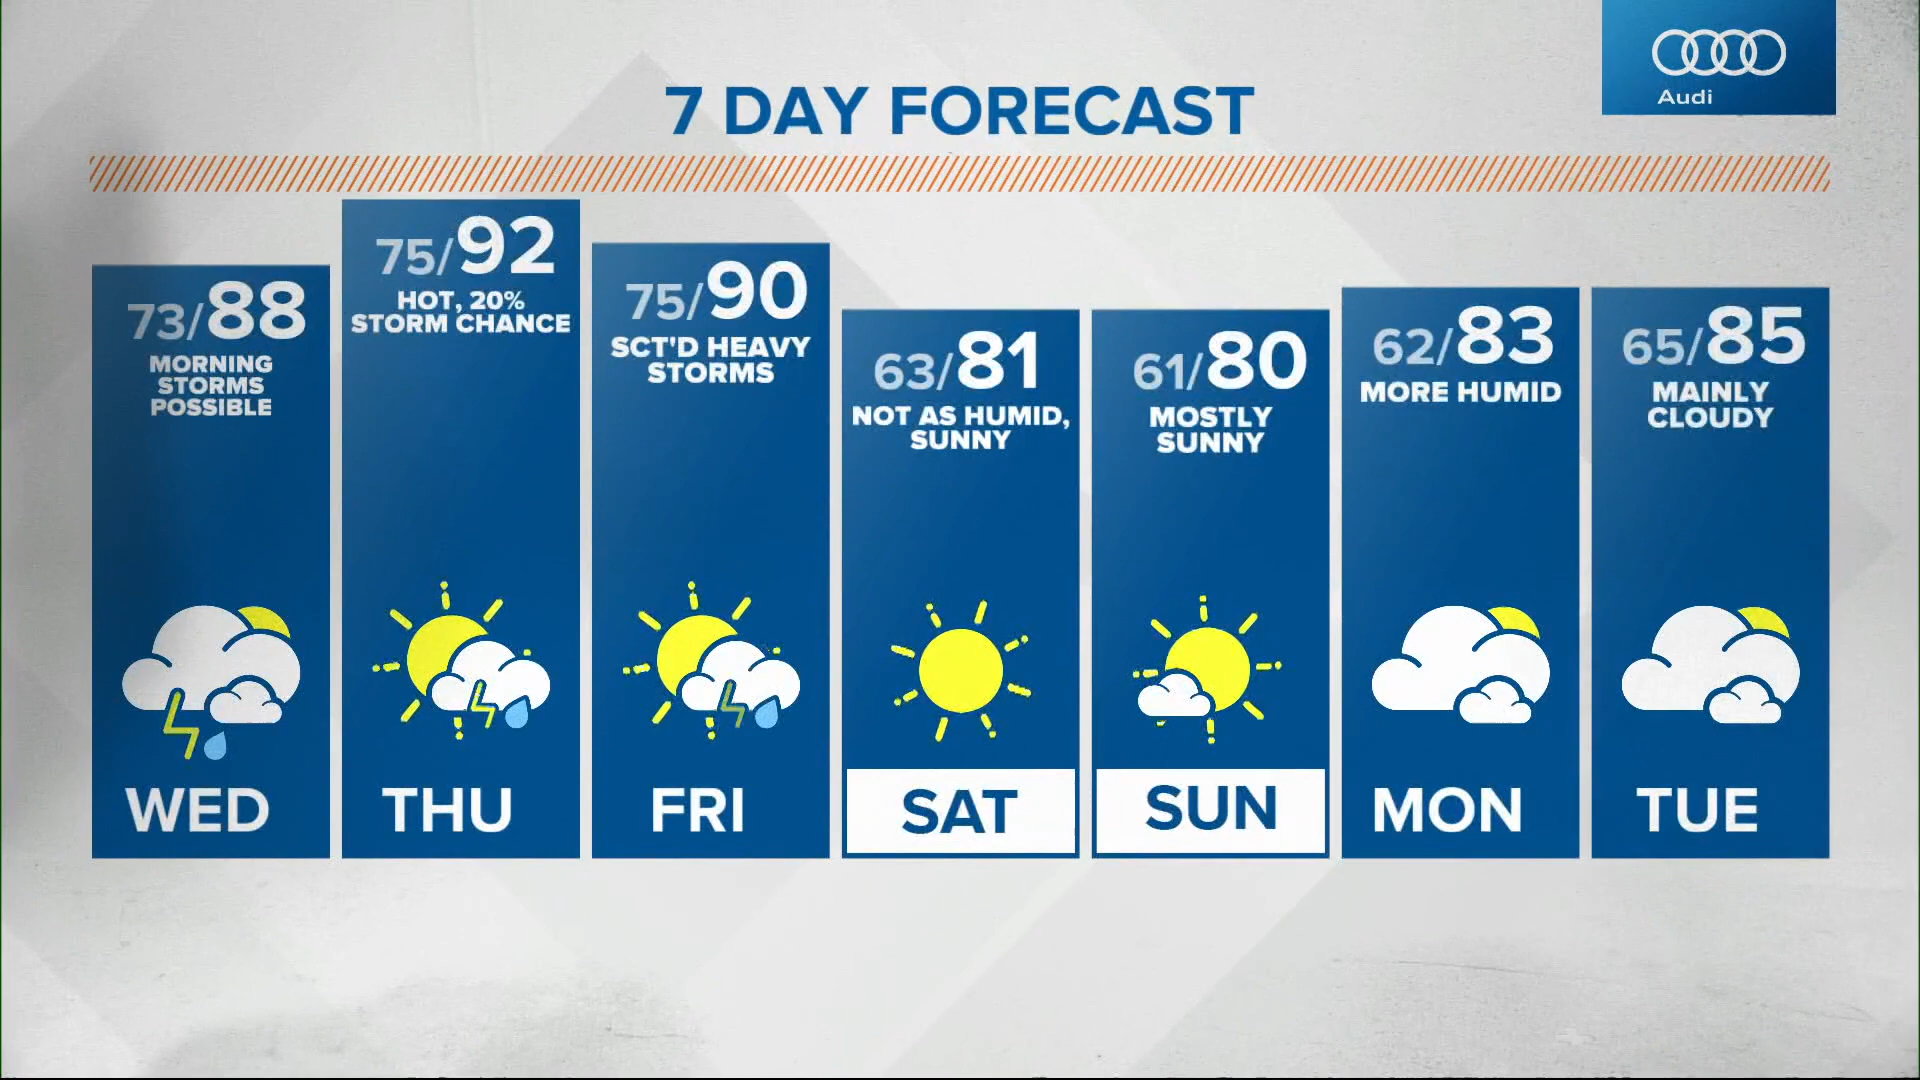 Audi
7 DAY FORECAST
73/88
MORNING
STORMS
POSSIBLE
WED
75/92
HOT, 20%
STORM CHANCE
THU
75/90
SCT'D HEAVY
STORMS
FRI
63/81
NOT AS HUMID,
SUNNY
SAT
61/80
MOSTLY
SUNNY
SUN
62/83
MORE HUMID
MON
65/85
MAINLY
CLOUDY
TUE